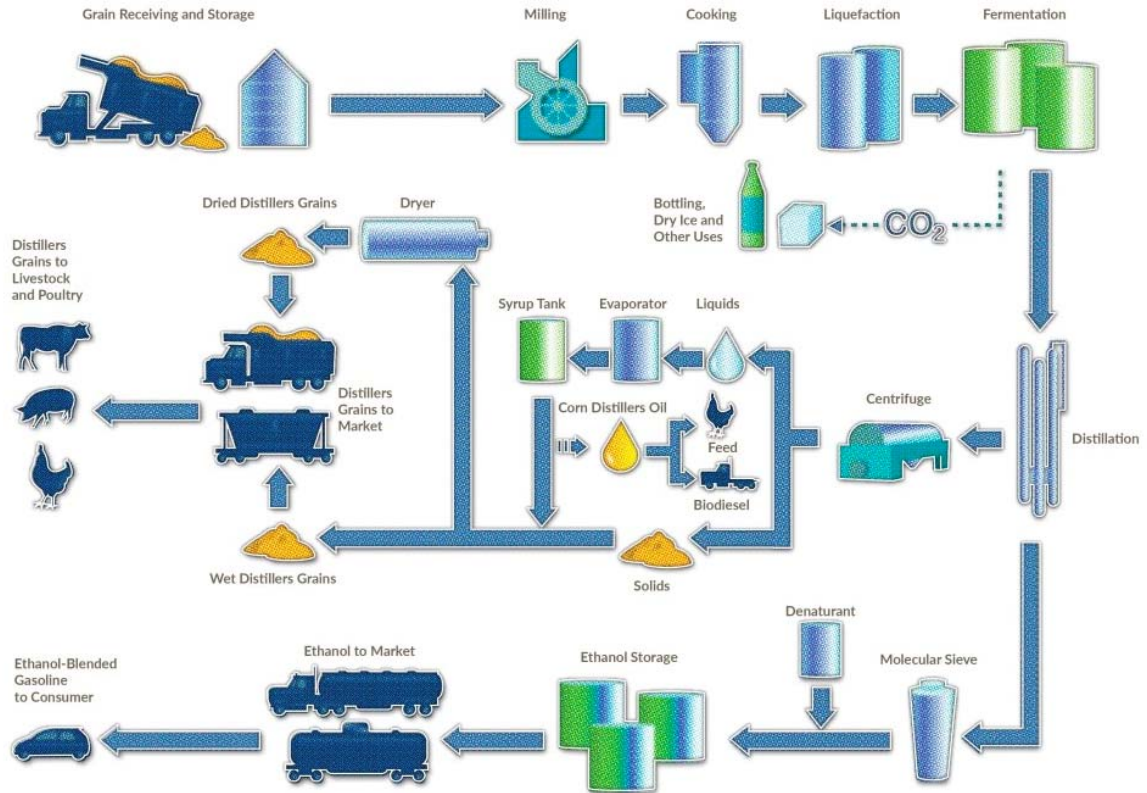 Grain Receiving and Storage
Milling
Cooking
Liquefaction
Fermentation
Bottling,
Dry Ice and
Other Uses
CO2
Dried Distillers Grains
Dryer
Distillers
Grains to
Livestock
and Poultry
Syrup Tank
Evaporator
Liquids
Distillers
Grains to
Market
Corn Distillers Oil
Feed
Biodiesel
Centrifuge
Distillation
Wet Distillers Grains
Solids
Denaturant
Ethanol-Blended
Gasoline
to Consumer
Ethanol to Market
Ethanol Storage
Molecular Sieve